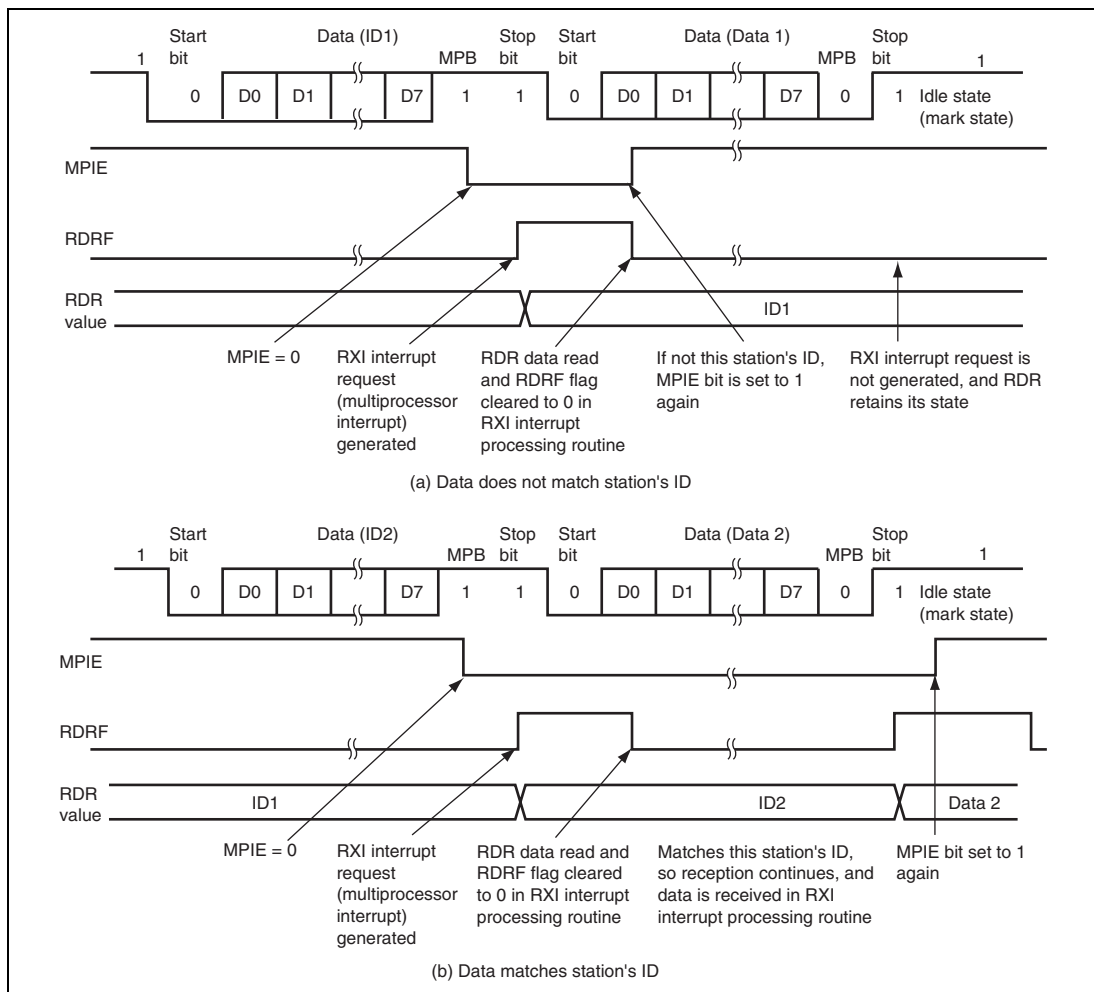 Start bit Data (ID1) MPB Stop bit Start bit Data (Data 1) MPB Stop bit
1 1
0 D0 D1 D7 1 1 0 D0 D1 D7 0 1 Idle state (mark state)
MPIE
RDRF
RDR value
ID1
MPIE = 0
RXI interrupt
request
(multiprocessor
interrupt)
generated
RDR data read
and RDRF flag
cleared to 0 in
RXI interrupt
processing routine
If not this station's ID,
MPIE bit is set to 1
again
RXI interrupt request is
not generated, and RDR
retains its state
(a) Data does not match station's ID
Start bit Data (ID2) MPB Stop bit Start bit Data (Data 2) MPB Stop bit
1 1
0 D0 D1 D7 1 1 0 D0 D1 D7 0 1 Idle state (mark state)
MPIE
RDRF
RDR value
ID1 ID2 Data 2
MPIE = 0
RXI interrupt
request
(multiprocessor
interrupt)
generated
RDR data read and
RDRF flag cleared
to 0 in RXI interrupt
processing routine
Matches this station's ID,
so reception continues, and
data is received in RXI
interrupt processing routine
MPIE bit set to 1
again
(b) Data matches station's ID